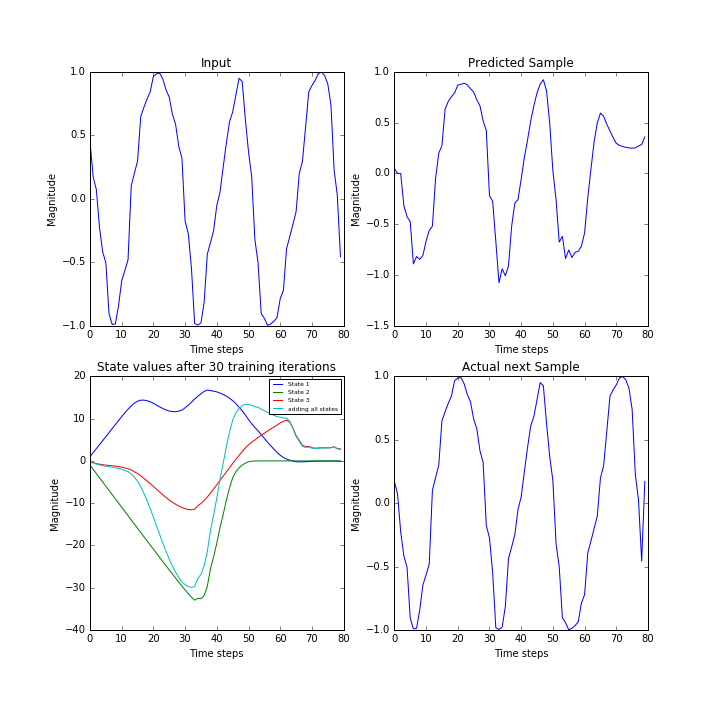 Input
Magnitude
1.0
0.5
0.0
−0.5
−1.0
0 10 20 30 40 50 60 70 80
Time steps
Predicted Sample
Magnitude
1.0
0.5
0.0
−0.5
−1.0
−1.5
0 10 20 30 40 50 60 70 80
Time steps
State values after 30 training iterations
Magnitude
20
10
0
−10
−20
−30
−40
0 10 20 30 40 50 60 70 80
Time steps
State 1
State 2
State 3
adding all states
Actual next Sample
Magnitude
1.0
0.5
0.0
−0.5
−1.0
0 10 20 30 40 50 60 70 80
Time steps